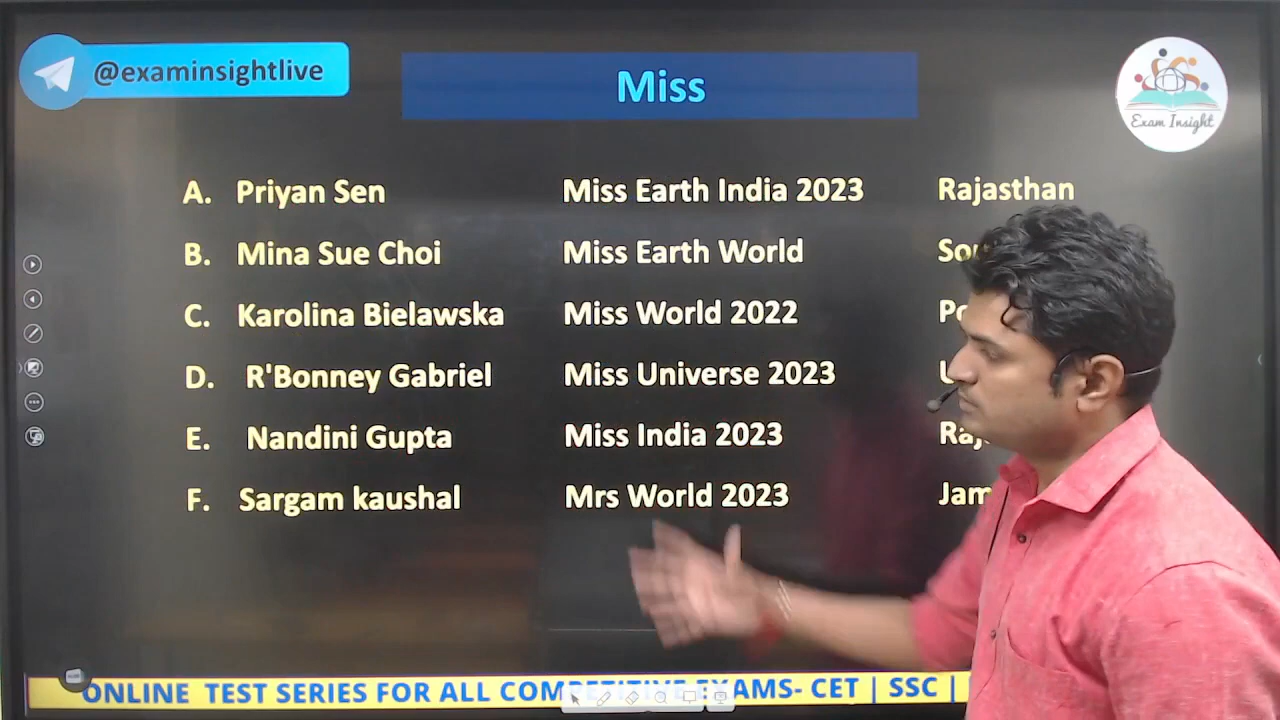 @examinsightlive
Miss
Exam Insight
A. Priyan Sen Miss Earth India 2023 Rajasthan
B. Mina Sue Choi Miss Earth World
C. Karolina Bielawska Miss World 2022
D. R'Bonney Gabriel Miss Universe 2023
E. Nandini Gupta Miss India 2023
F. Sargam kaushal Mrs World 2023
ONLINE TEST SERIES FOR ALL COMPETITIVE EXAMS- CET | SSC |